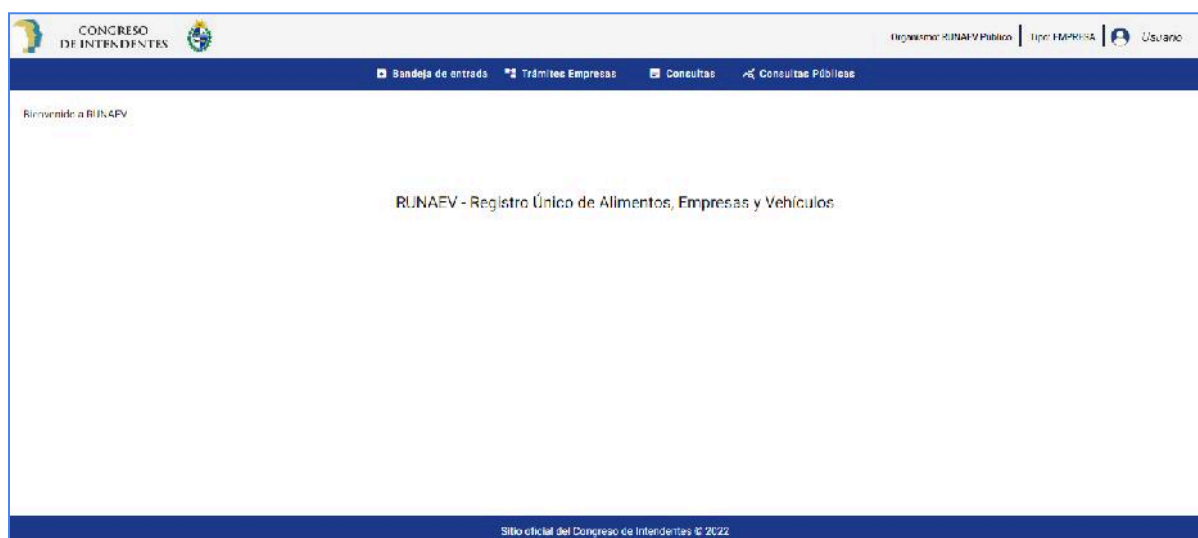 CONGRESO
DE INTENDENTES
Organismo: RUNAEV Público Tipo: EMPRESA Usuario
Bandeja de entrada Trámites Empresas Consultas Consultas Públicas
Bienvenido a RUNAEV
RUNAEV - Registro Único de Alimentos, Empresas y Vehículos
Sitio oficial del Congreso de Intendentes © 2022